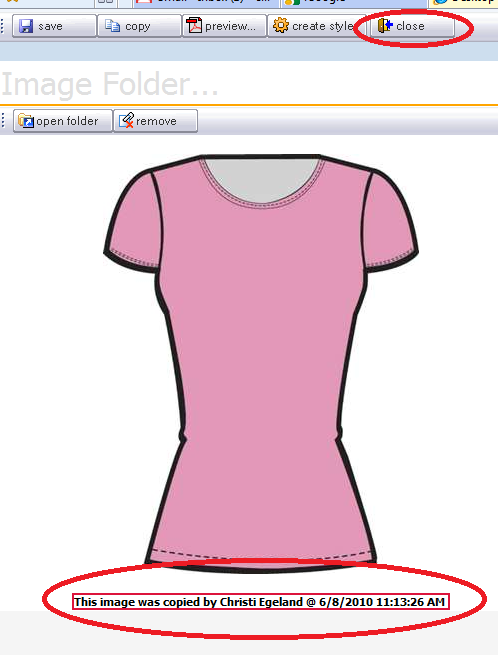 save copy preview... create style close
Image Folder...
open folder remove
This image was copied by Christi Egeland @ 6/8/2010 11:13:26 AM